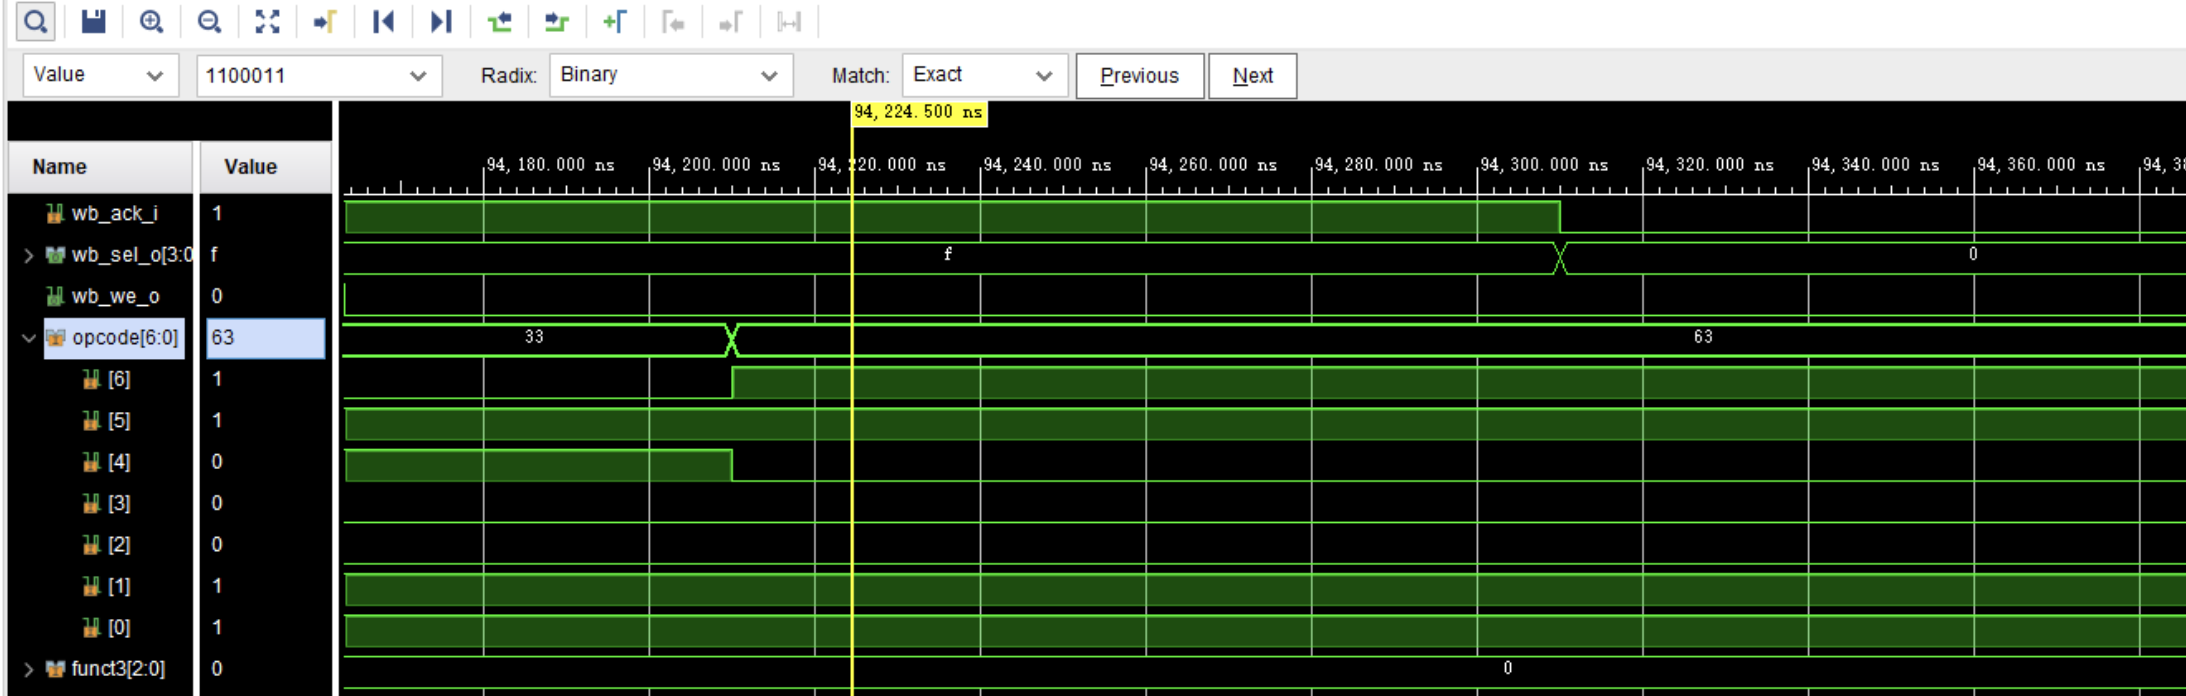 Value 1100011 Radix: Binary Match: Exact Previous Next
94,224.500 ns
Name Value 94,180.000 ns 94,200.000 ns 94,220.000 ns 94,240.000 ns 94,260.000 ns 94,280.000 ns 94,300.000 ns 94,320.000 ns 94,340.000 ns 94,360.000 ns 94,38
wb_ack_i 1
wb_sel_o[3:0 f f 0
wb_we_o 0
opcode[6:0] 63 33 63
[6] 1
[5] 1
[4] 0
[3] 0
[2] 0
[1] 1
[0] 1
funct3[2:0] 0 0